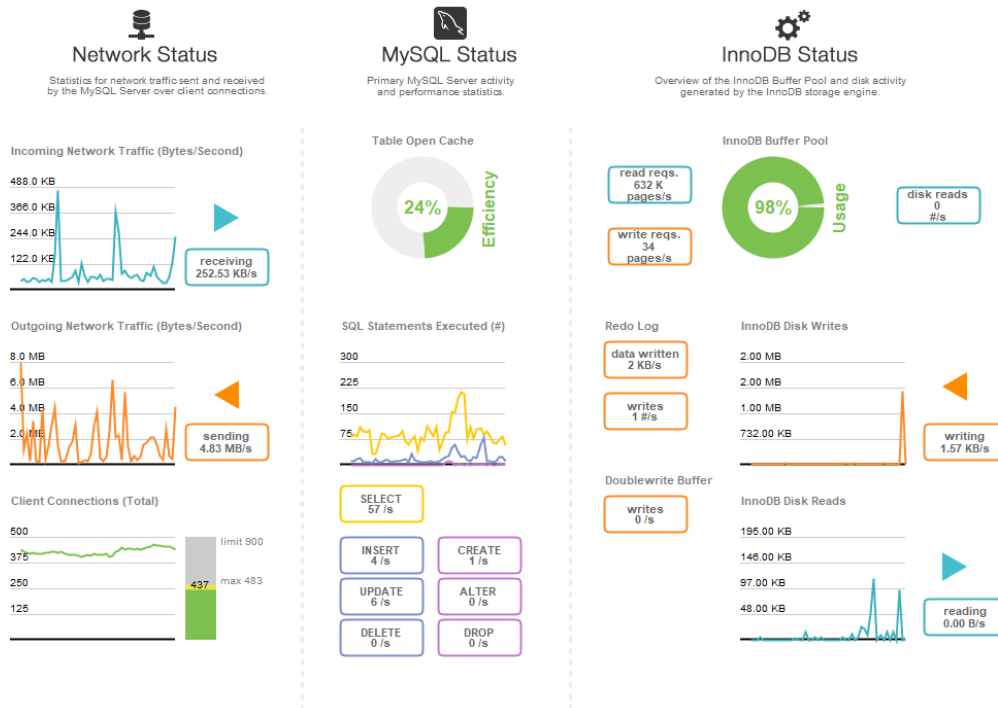 Network Status
Statistics for network traffic sent and received
by the MySQL Server over client connections.
Incoming Network Traffic (Bytes/Second)
488.0 KB
366.0 KB
244.0 KB
122.0 KB
receiving
252.53 KB/s
Outgoing Network Traffic (Bytes/Second)
8.0 MB
6.0 MB
4.0 MB
2.0 MB
sending
4.83 MB/s
Client Connections (Total)
500
375
250
125
limit 900
max 483
437
MySQL Status
Primary MySQL Server activity
and performance statistics.
Table Open Cache
24%
Efficiency
SQL Statements Executed (#)
300
225
150
75
SELECT
57 /s
INSERT
4 /s
CREATE
1 /s
UPDATE
6 /s
ALTER
0 /s
DELETE
0 /s
DROP
0 /s
InnoDB Status
Overview of the InnoDB Buffer Pool and disk activity
generated by the InnoDB storage engine.
InnoDB Buffer Pool
read reqs.
632 K
pages/s
write reqs.
34
pages/s
98%
Usage
disk reads
0
#/s
Redo Log
data written
2 KB/s
writes
1 #/s
InnoDB Disk Writes
2.00 MB
2.00 MB
1.00 MB
732.00 KB
writing
1.57 KB/s
Doublewrite Buffer
writes
0 /s
InnoDB Disk Reads
195.00 KB
146.00 KB
97.00 KB
48.00 KB
reading
0.00 B/s